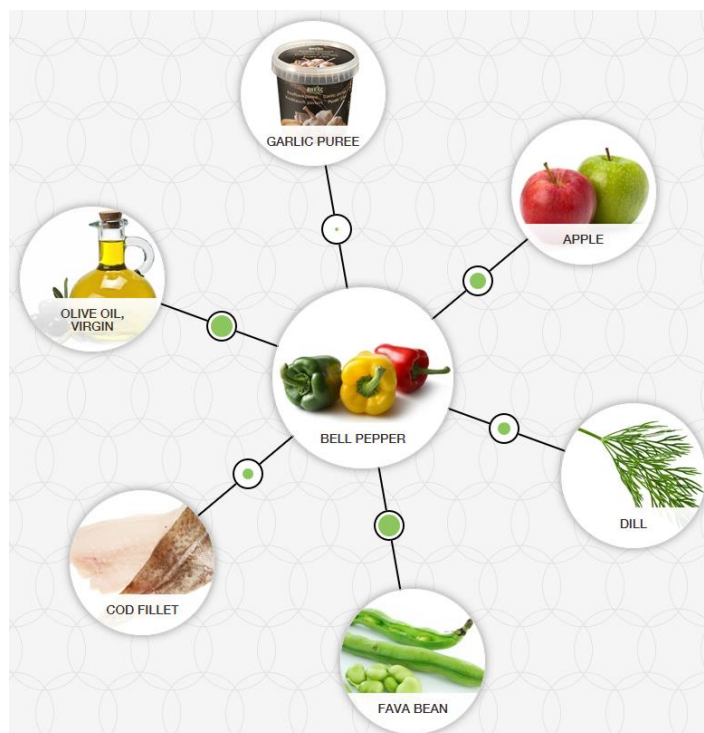 GARLIC PUREE
APPLE
OLIVE OIL,
VIRGIN
BELL PEPPER
DILL
COD FILLET
FAVA BEAN